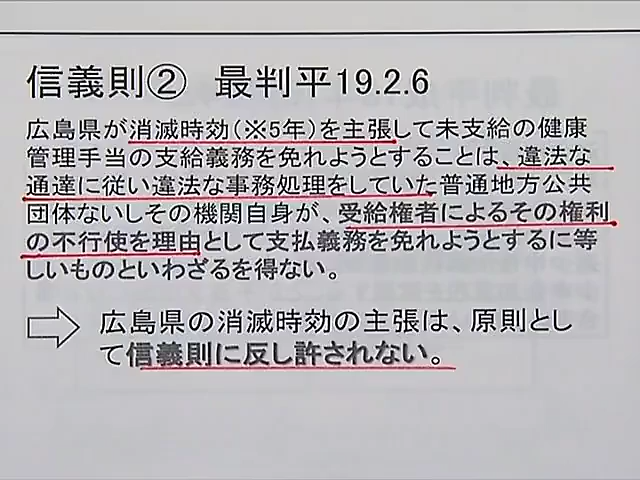 信義則② 最判平19.2.6
広島県が消滅時効(※5年)を主張して未支給の健康
管理手当の支給義務を免れようとすることは、違法な
通達に従い違法な事務処理をしていた普通地方公共
団体ないしその機関自身が、受給権者によるその権利
の不行使を理由として支払義務を免れようとするに等
しいものといわざるを得ない。
広島県の消滅時効の主張は、原則とし
て信義則に反し許されない。